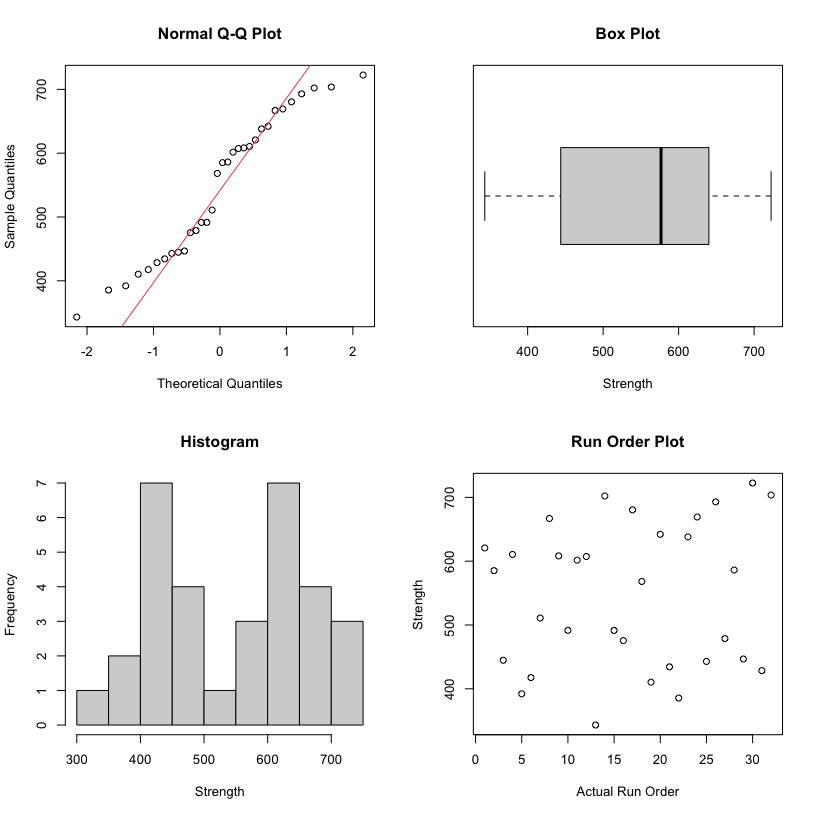 Normal Q-Q Plot
Sample Quantiles
400 500 600 700
-2 -1 0 1 2
Theoretical Quantiles
Box Plot
400 500 600 700
Strength
Histogram
Frequency
0 1 2 3 4 5 6 7
300 400 500 600 700
Strength
Run Order Plot
Strength
400 500 600 700
0 5 10 15 20 25 30
Actual Run Order